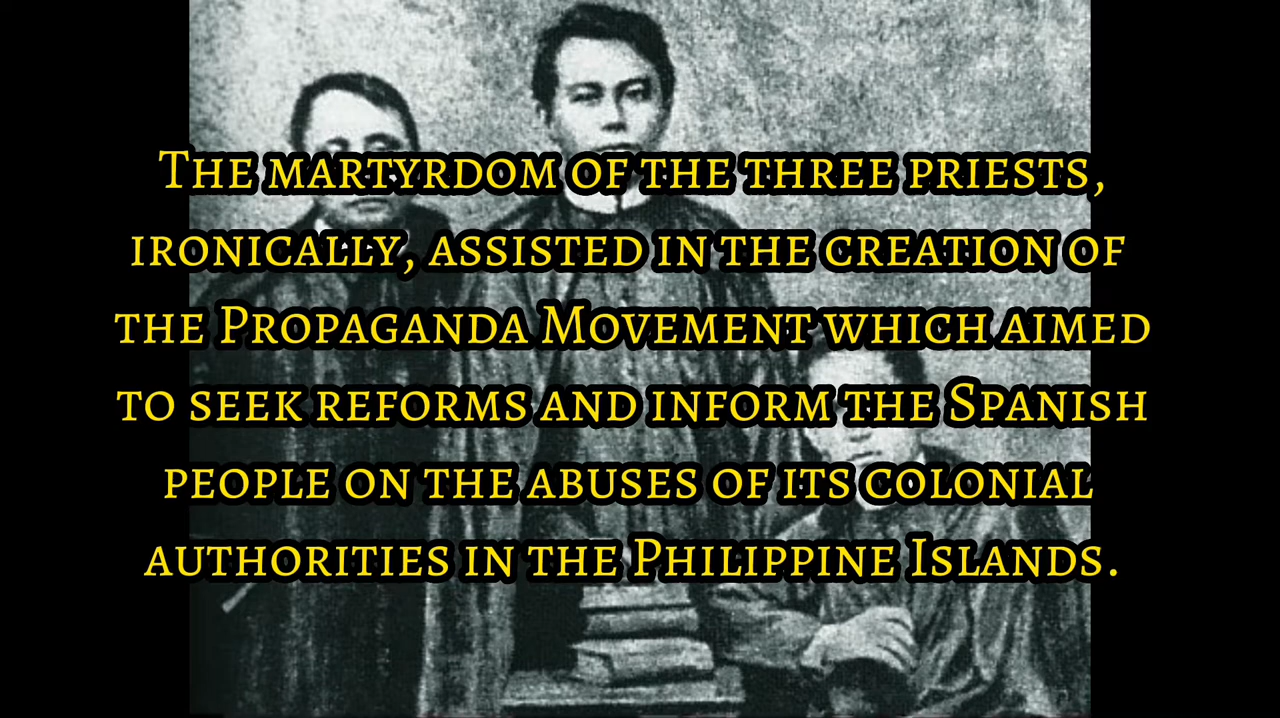 The martyrdom of the three priests,
ironically, assisted in the creation of
the Propaganda Movement which aimed
to seek reforms and inform the Spanish
people on the abuses of its colonial
authorities in the Philippine Islands.